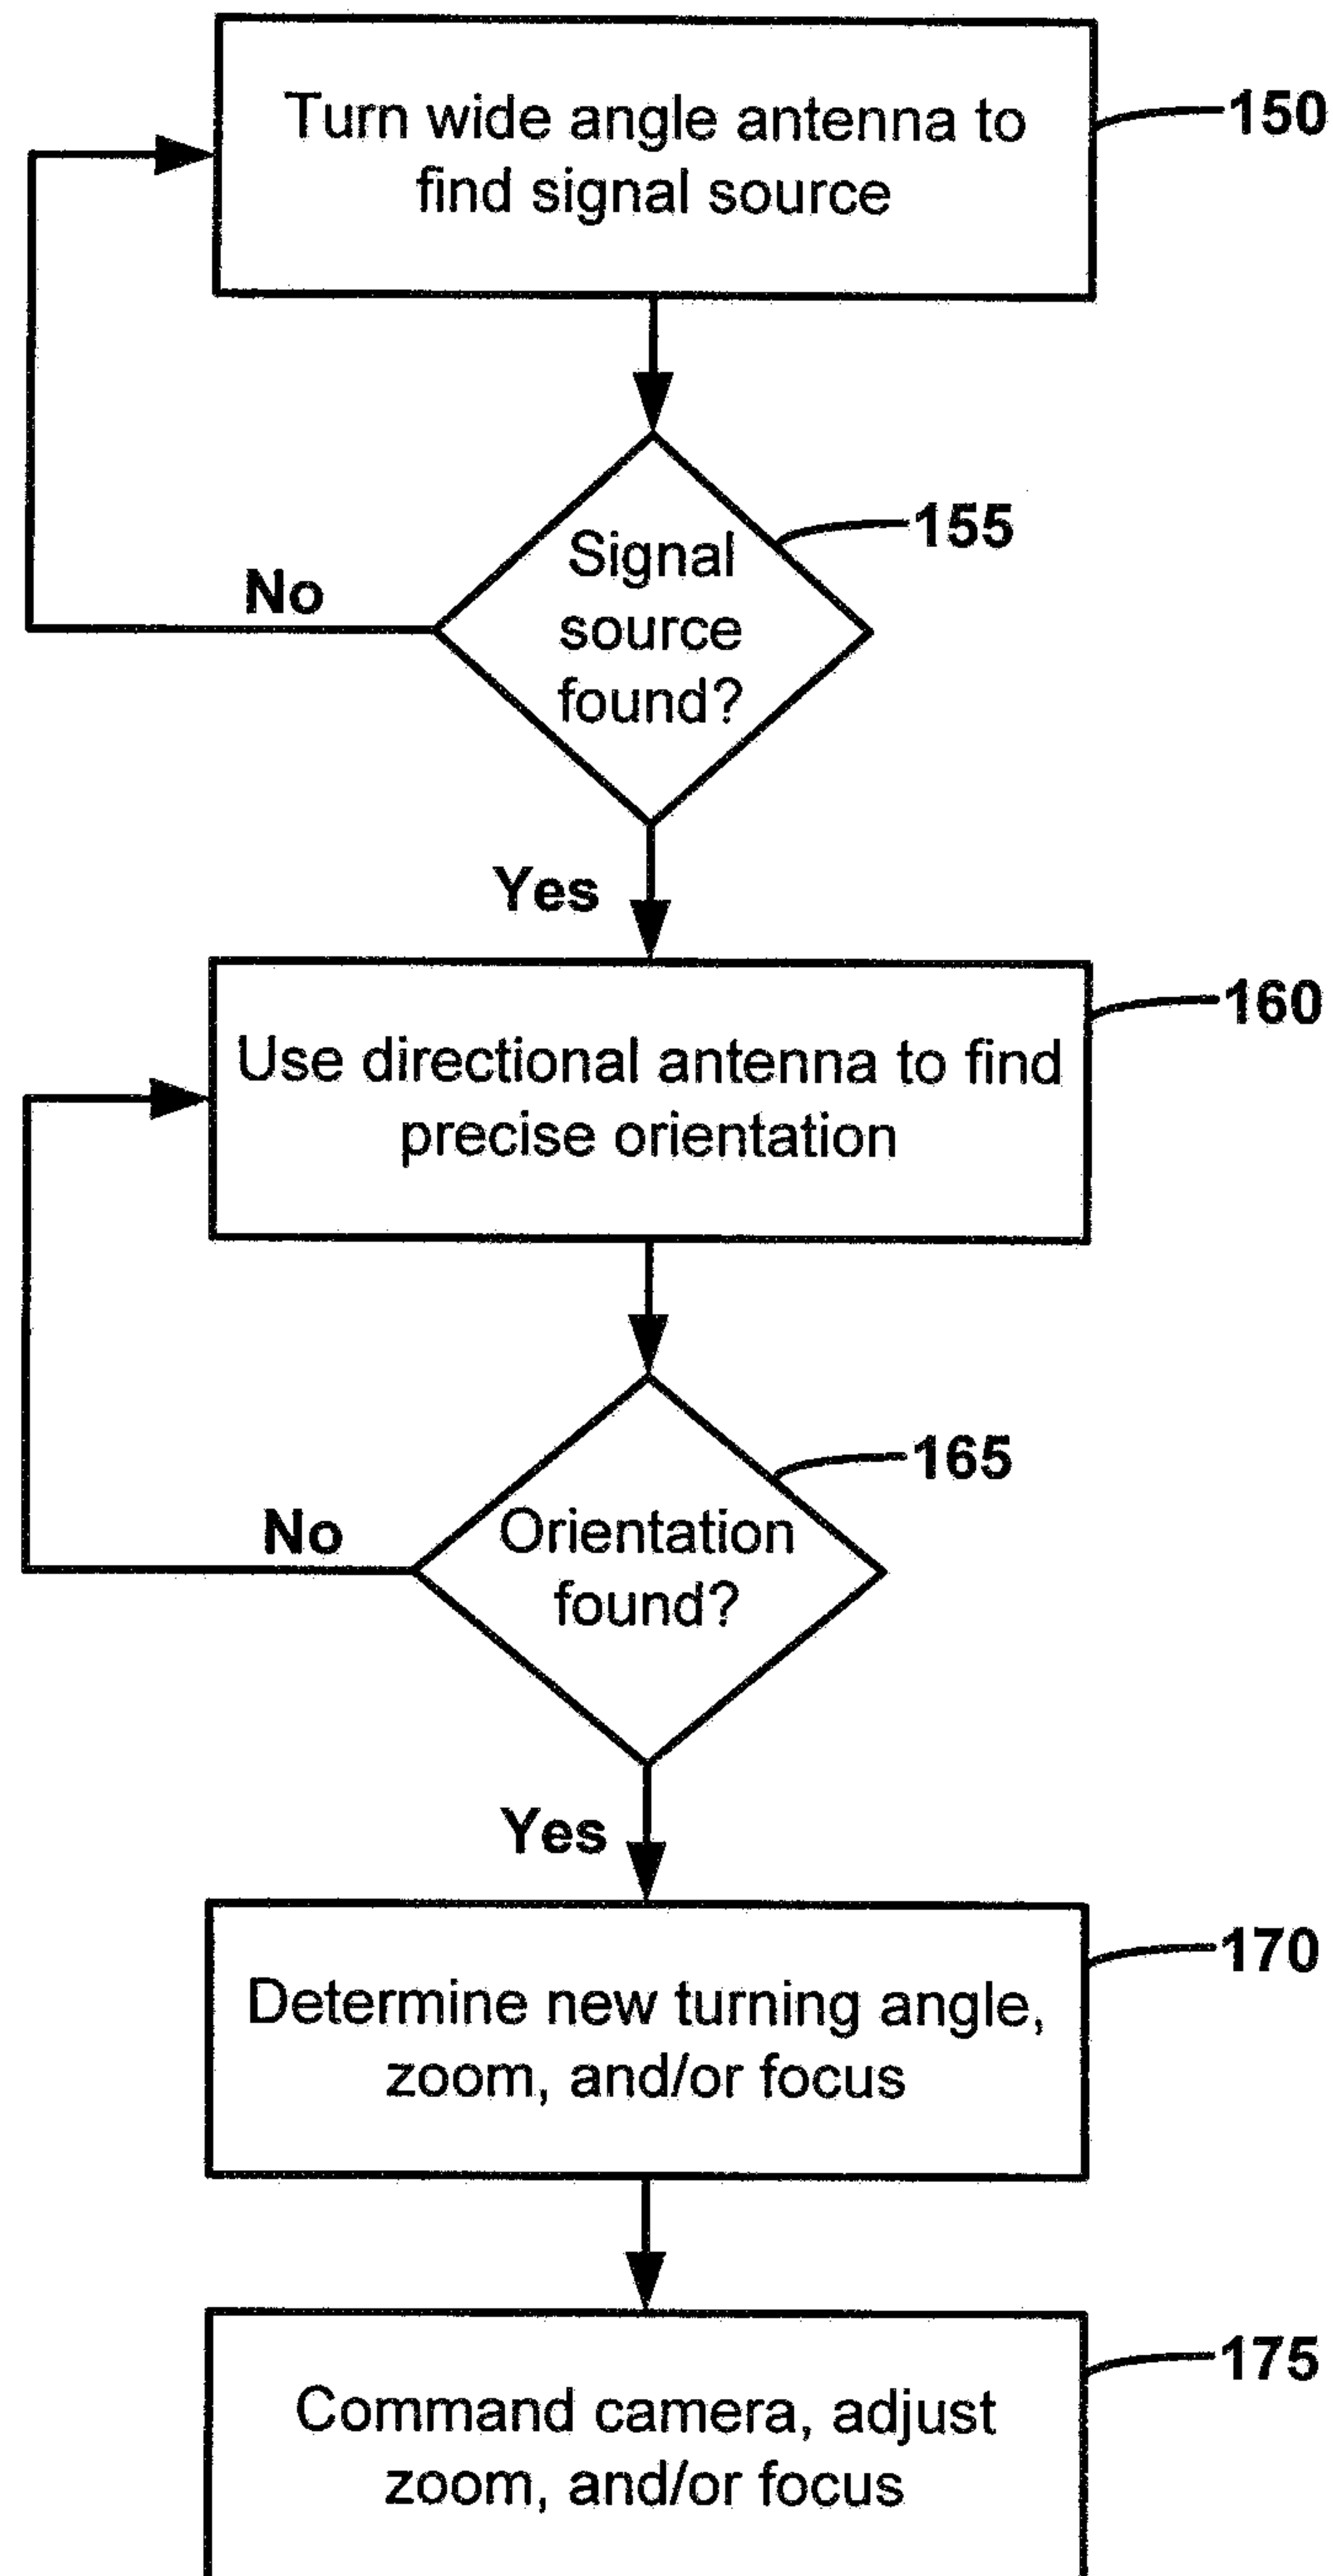 Turn wide angle antenna to
find signal source
150
Signal
source
found?
155
No
Yes
Use directional antenna to find
precise orientation
160
Orientation
found?
165
No
Yes
Determine new turning angle,
zoom, and/or focus
170
Command camera, adjust
zoom, and/or focus
175